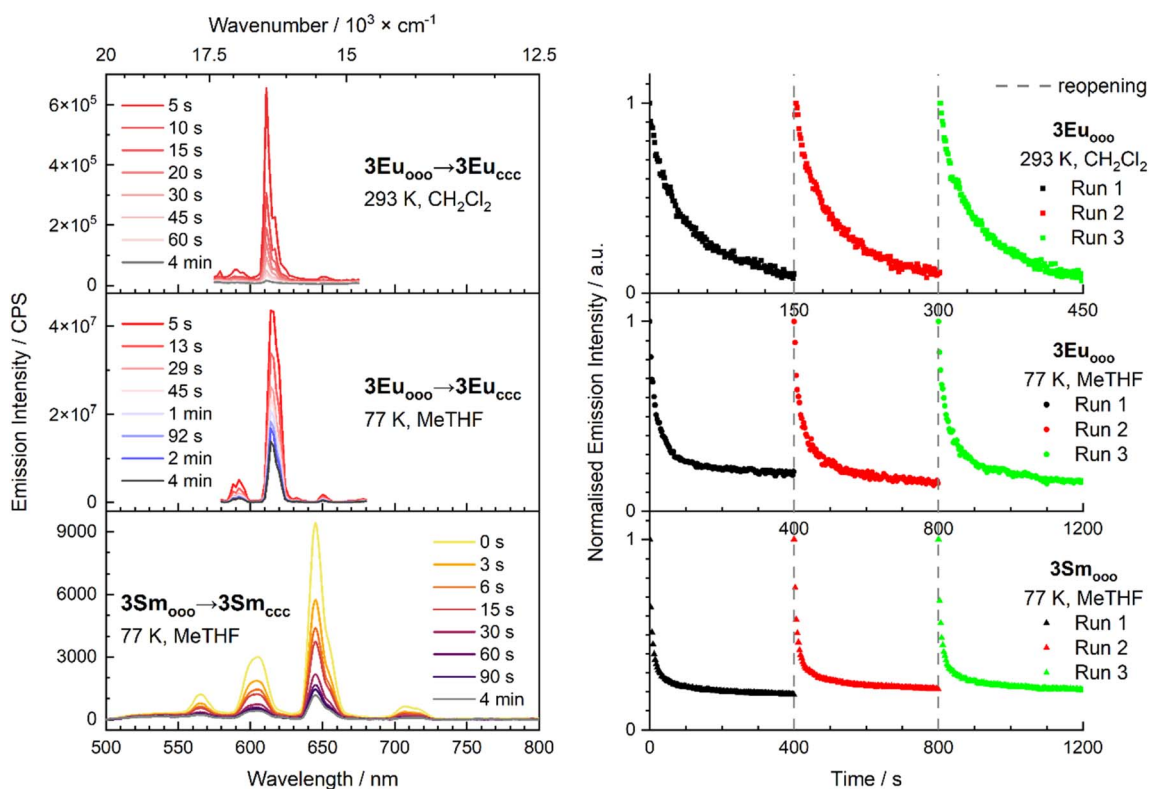 Wavenumber / 10³ × cm⁻¹
20 17.5 15 12.5
6×10⁵
4×10⁵
2×10⁵
0
5 s
10 s
15 s
20 s
30 s
45 s
60 s
4 min
3Euooo→3Euccc
293 K, CH₂Cl₂
4×10⁷
2×10⁷
0
5 s
13 s
29 s
45 s
1 min
92 s
2 min
4 min
3Euooo→3Euccc
77 K, MeTHF
9000
6000
3000
0
0 s
3 s
6 s
15 s
30 s
60 s
90 s
4 min
3Smooo→3Smccc
77 K, MeTHF
500 550 600 650 700 750 800
Wavelength / nm
Emission Intensity / CPS
reopening
1
0
3Euooo
293 K, CH₂Cl₂
Run 1
Run 2
Run 3
150 300 450
1
0
3Euooo
77 K, MeTHF
Run 1
Run 2
Run 3
400 800 1200
1
0
3Smooo
77 K, MeTHF
Run 1
Run 2
Run 3
0 400 800 1200
Time / s
Normalised Emission Intensity / a.u.